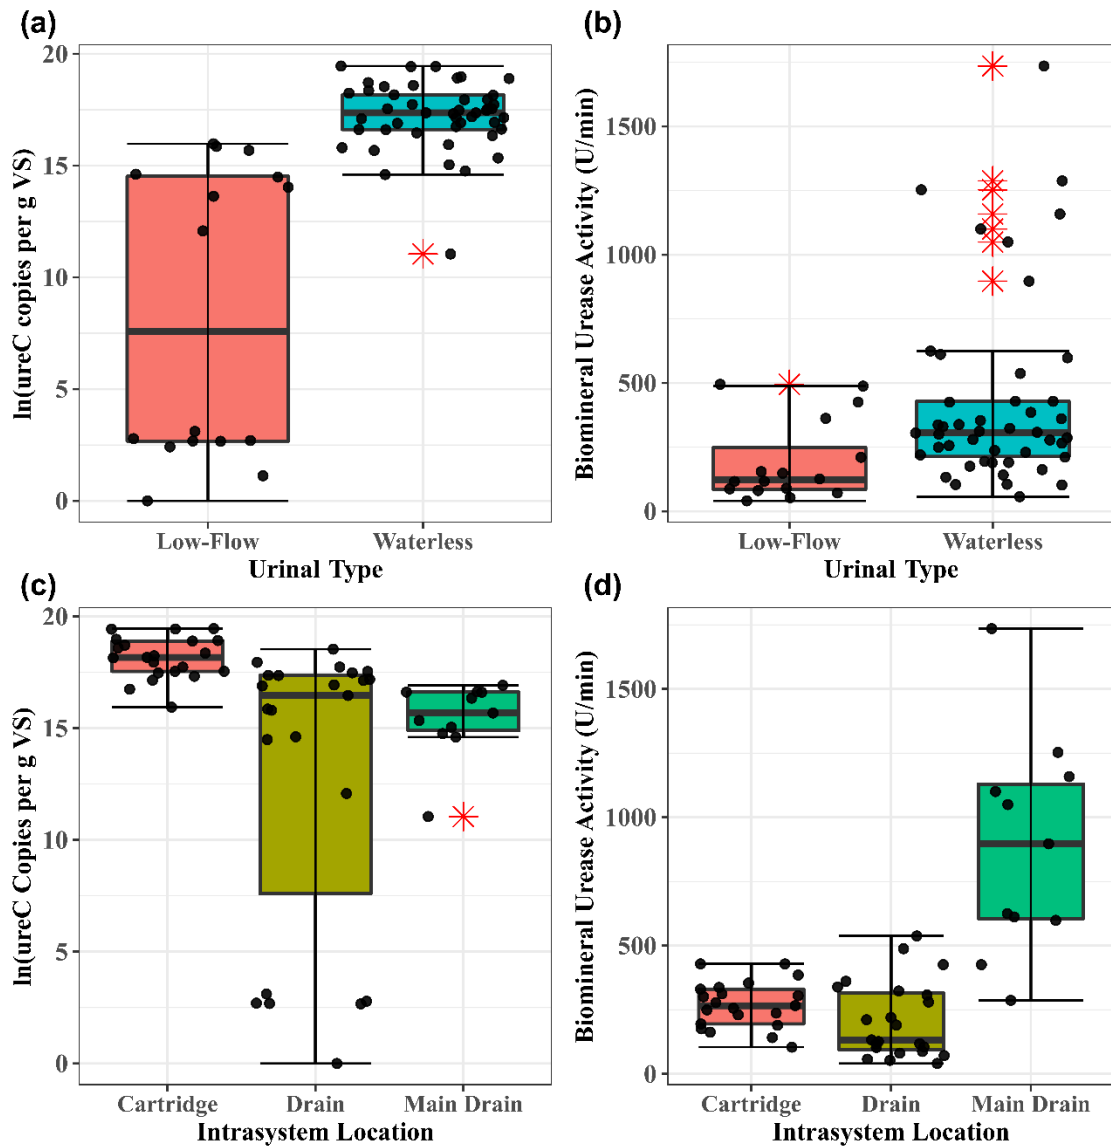 (a)
ln(ureC copies per g VS)
20
15
10
5
0
Low-Flow
Waterless
Urinal Type
(b)
Biomineral Urease Activity (U/min)
1500
1000
500
0
Low-Flow
Waterless
Urinal Type
(c)
ln(ureC Copies per g VS)
20
15
10
5
0
Cartridge
Drain
Main Drain
Intrasystem Location
(d)
Biomineral Urease Activity (U/min)
1500
1000
500
0
Cartridge
Drain
Main Drain
Intrasystem Location